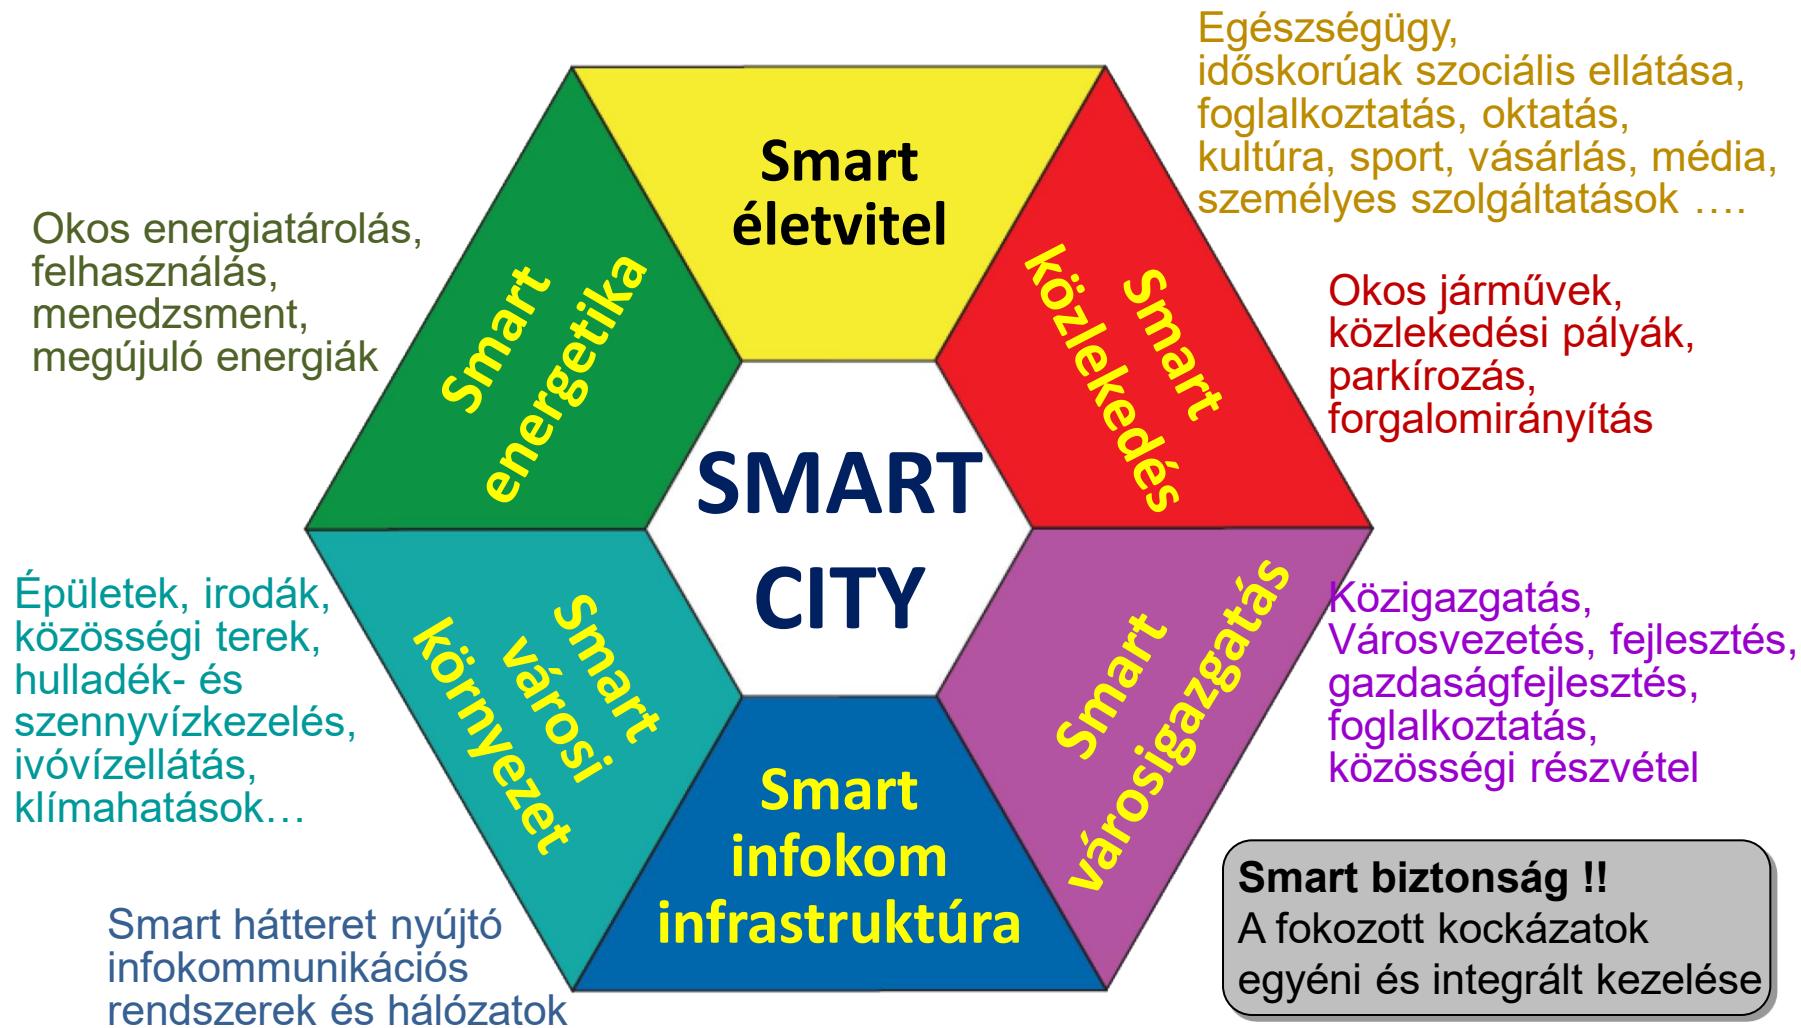 Egészségügy,
időskorúak szociális ellátása,
foglalkoztatás, oktatás,
kultúra, sport, vásárlás, média,
személyes szolgáltatások ….
Smart
életvitel
Okos energiatárolás,
felhasználás,
menedzsment,
megújuló energiák
Smart
energetika
Smart
közlekedés
Okos járművek,
közlekedési pályák,
parkírozás,
forgalomirányítás
SMART
CITY
Épületek, irodák,
közösségi terek,
hulladék- és
szennyvízkezelés,
ivóvízellátás,
klímahatások…
Smart
városi
környezet
Smart
városigazgatás
Közigazgatás,
Városvezetés, fejlesztés,
gazdaságfejlesztés,
foglalkoztatás,
közösségi részvétel
Smart
infokom
infrastruktúra
Smart hátteret nyújtó
infokommunikációs
rendszerek és hálózatok
Smart biztonság !!
A fokozott kockázatok
egyéni és integrált kezelése